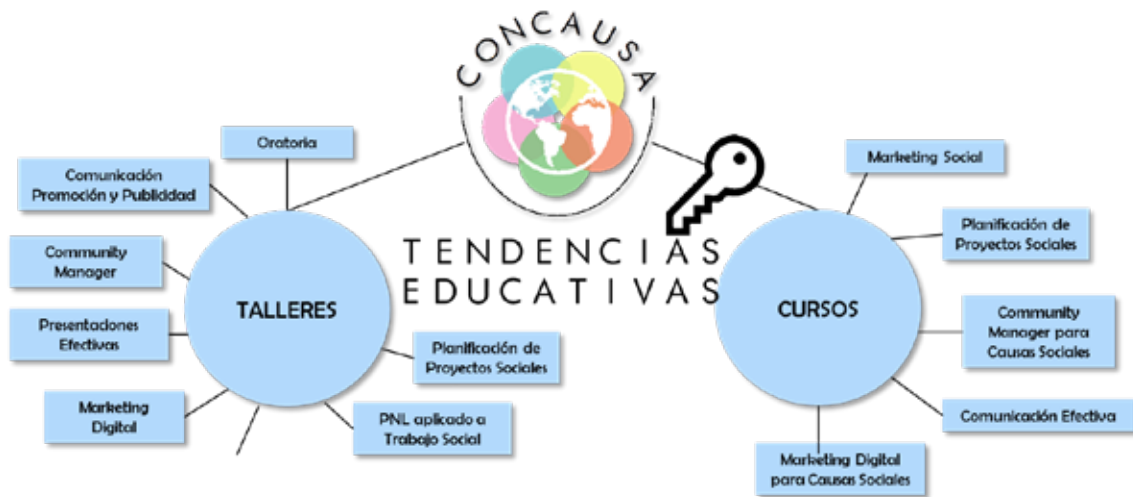 CONCAUSA
TENDENCIAS
EDUCATIVAS
TALLERES
Oratoria
Comunicación
Promoción y Publicidad
Community
Manager
Presentaciones
Efectivas
Marketing
Digital
Planificación de
Proyectos Sociales
PNL aplicado a
Trabajo Social
CURSOS
Marketing Social
Planificación de
Proyectos Sociales
Community
Manager para
Causas Sociales
Comunicación Efectiva
Marketing Digital
para Causas Sociales